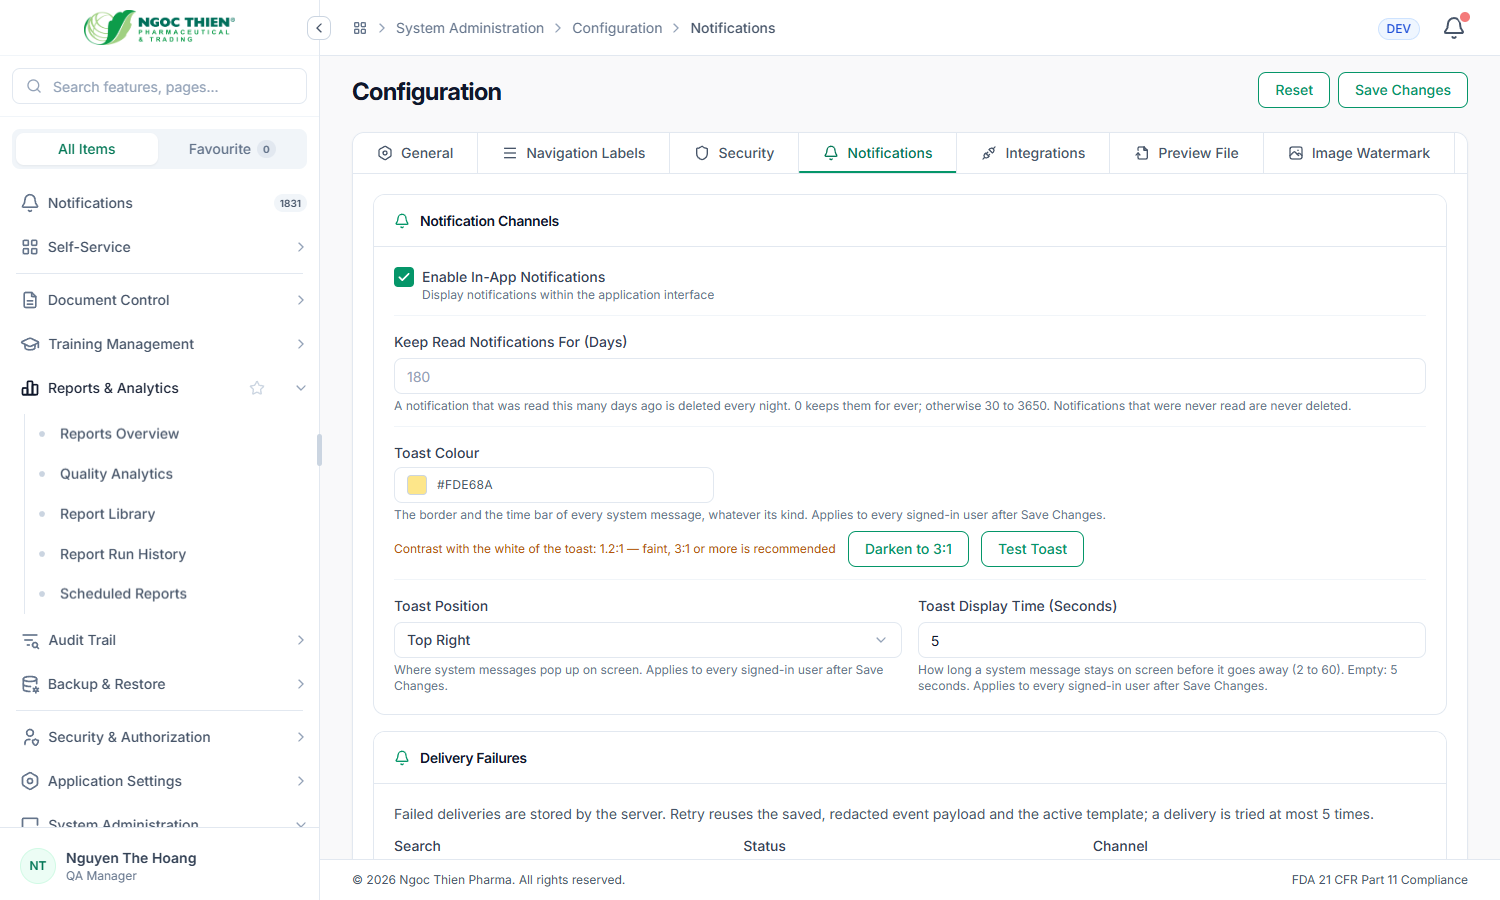 NGOC THIEN®
PHARMACEUTICAL
& TRADING
System Administration
Configuration
Notifications
DEV
Search features, pages...
Configuration
Reset
Save Changes
All Items
Favourite 0
General
Navigation Labels
Security
Notifications
Integrations
Preview File
Image Watermark
Notifications 1831
Self-Service
Document Control
Training Management
Reports & Analytics
Reports Overview
Quality Analytics
Report Library
Report Run History
Scheduled Reports
Audit Trail
Backup & Restore
Security & Authorization
Application Settings
System Administration
NT
Nguyen The Hoang
QA Manager
Notification Channels
Enable In-App Notifications
Display notifications within the application interface
Keep Read Notifications For (Days)
180
A notification that was read this many days ago is deleted every night. 0 keeps them for ever; otherwise 30 to 3650. Notifications that were never read are never deleted.
Toast Colour
#FDE68A
The border and the time bar of every system message, whatever its kind. Applies to every signed-in user after Save Changes.
Contrast with the white of the toast: 1.2:1 — faint, 3:1 or more is recommended
Darken to 3:1
Test Toast
Toast Position
Top Right
Where system messages pop up on screen. Applies to every signed-in user after Save
Changes.
Toast Display Time (Seconds)
5
How long a system message stays on screen before it goes away (2 to 60). Empty: 5
seconds. Applies to every signed-in user after Save Changes.
Delivery Failures
Failed deliveries are stored by the server. Retry reuses the saved, redacted event payload and the active template; a delivery is tried at most 5 times.
Search
Status
Channel
© 2026 Ngoc Thien Pharma. All rights reserved.
FDA 21 CFR Part 11 Compliance